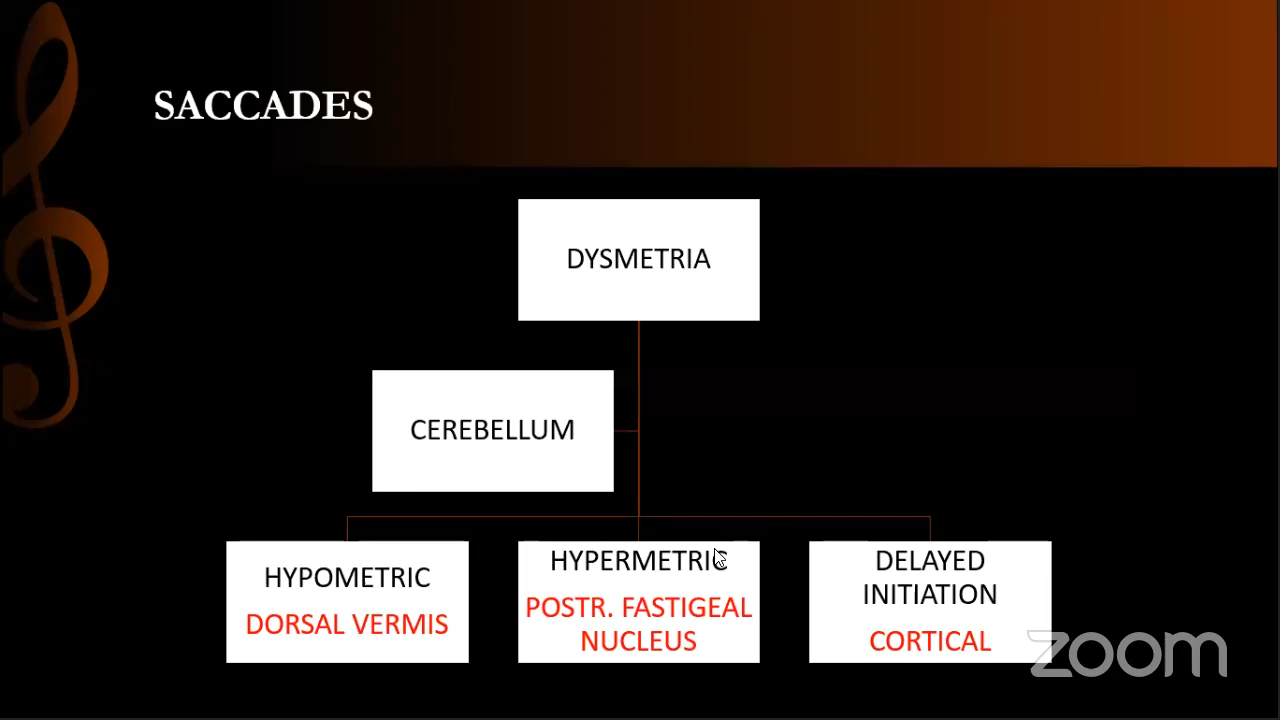 SACCADES
DYSMETRIA
CEREBELLUM
HYPOMETRIC
DORSAL VERMIS
HYPERMETRIC
POSTR. FASTIGEAL
NUCLEUS
DELAYED
INITIATION
CORTICAL
zoom